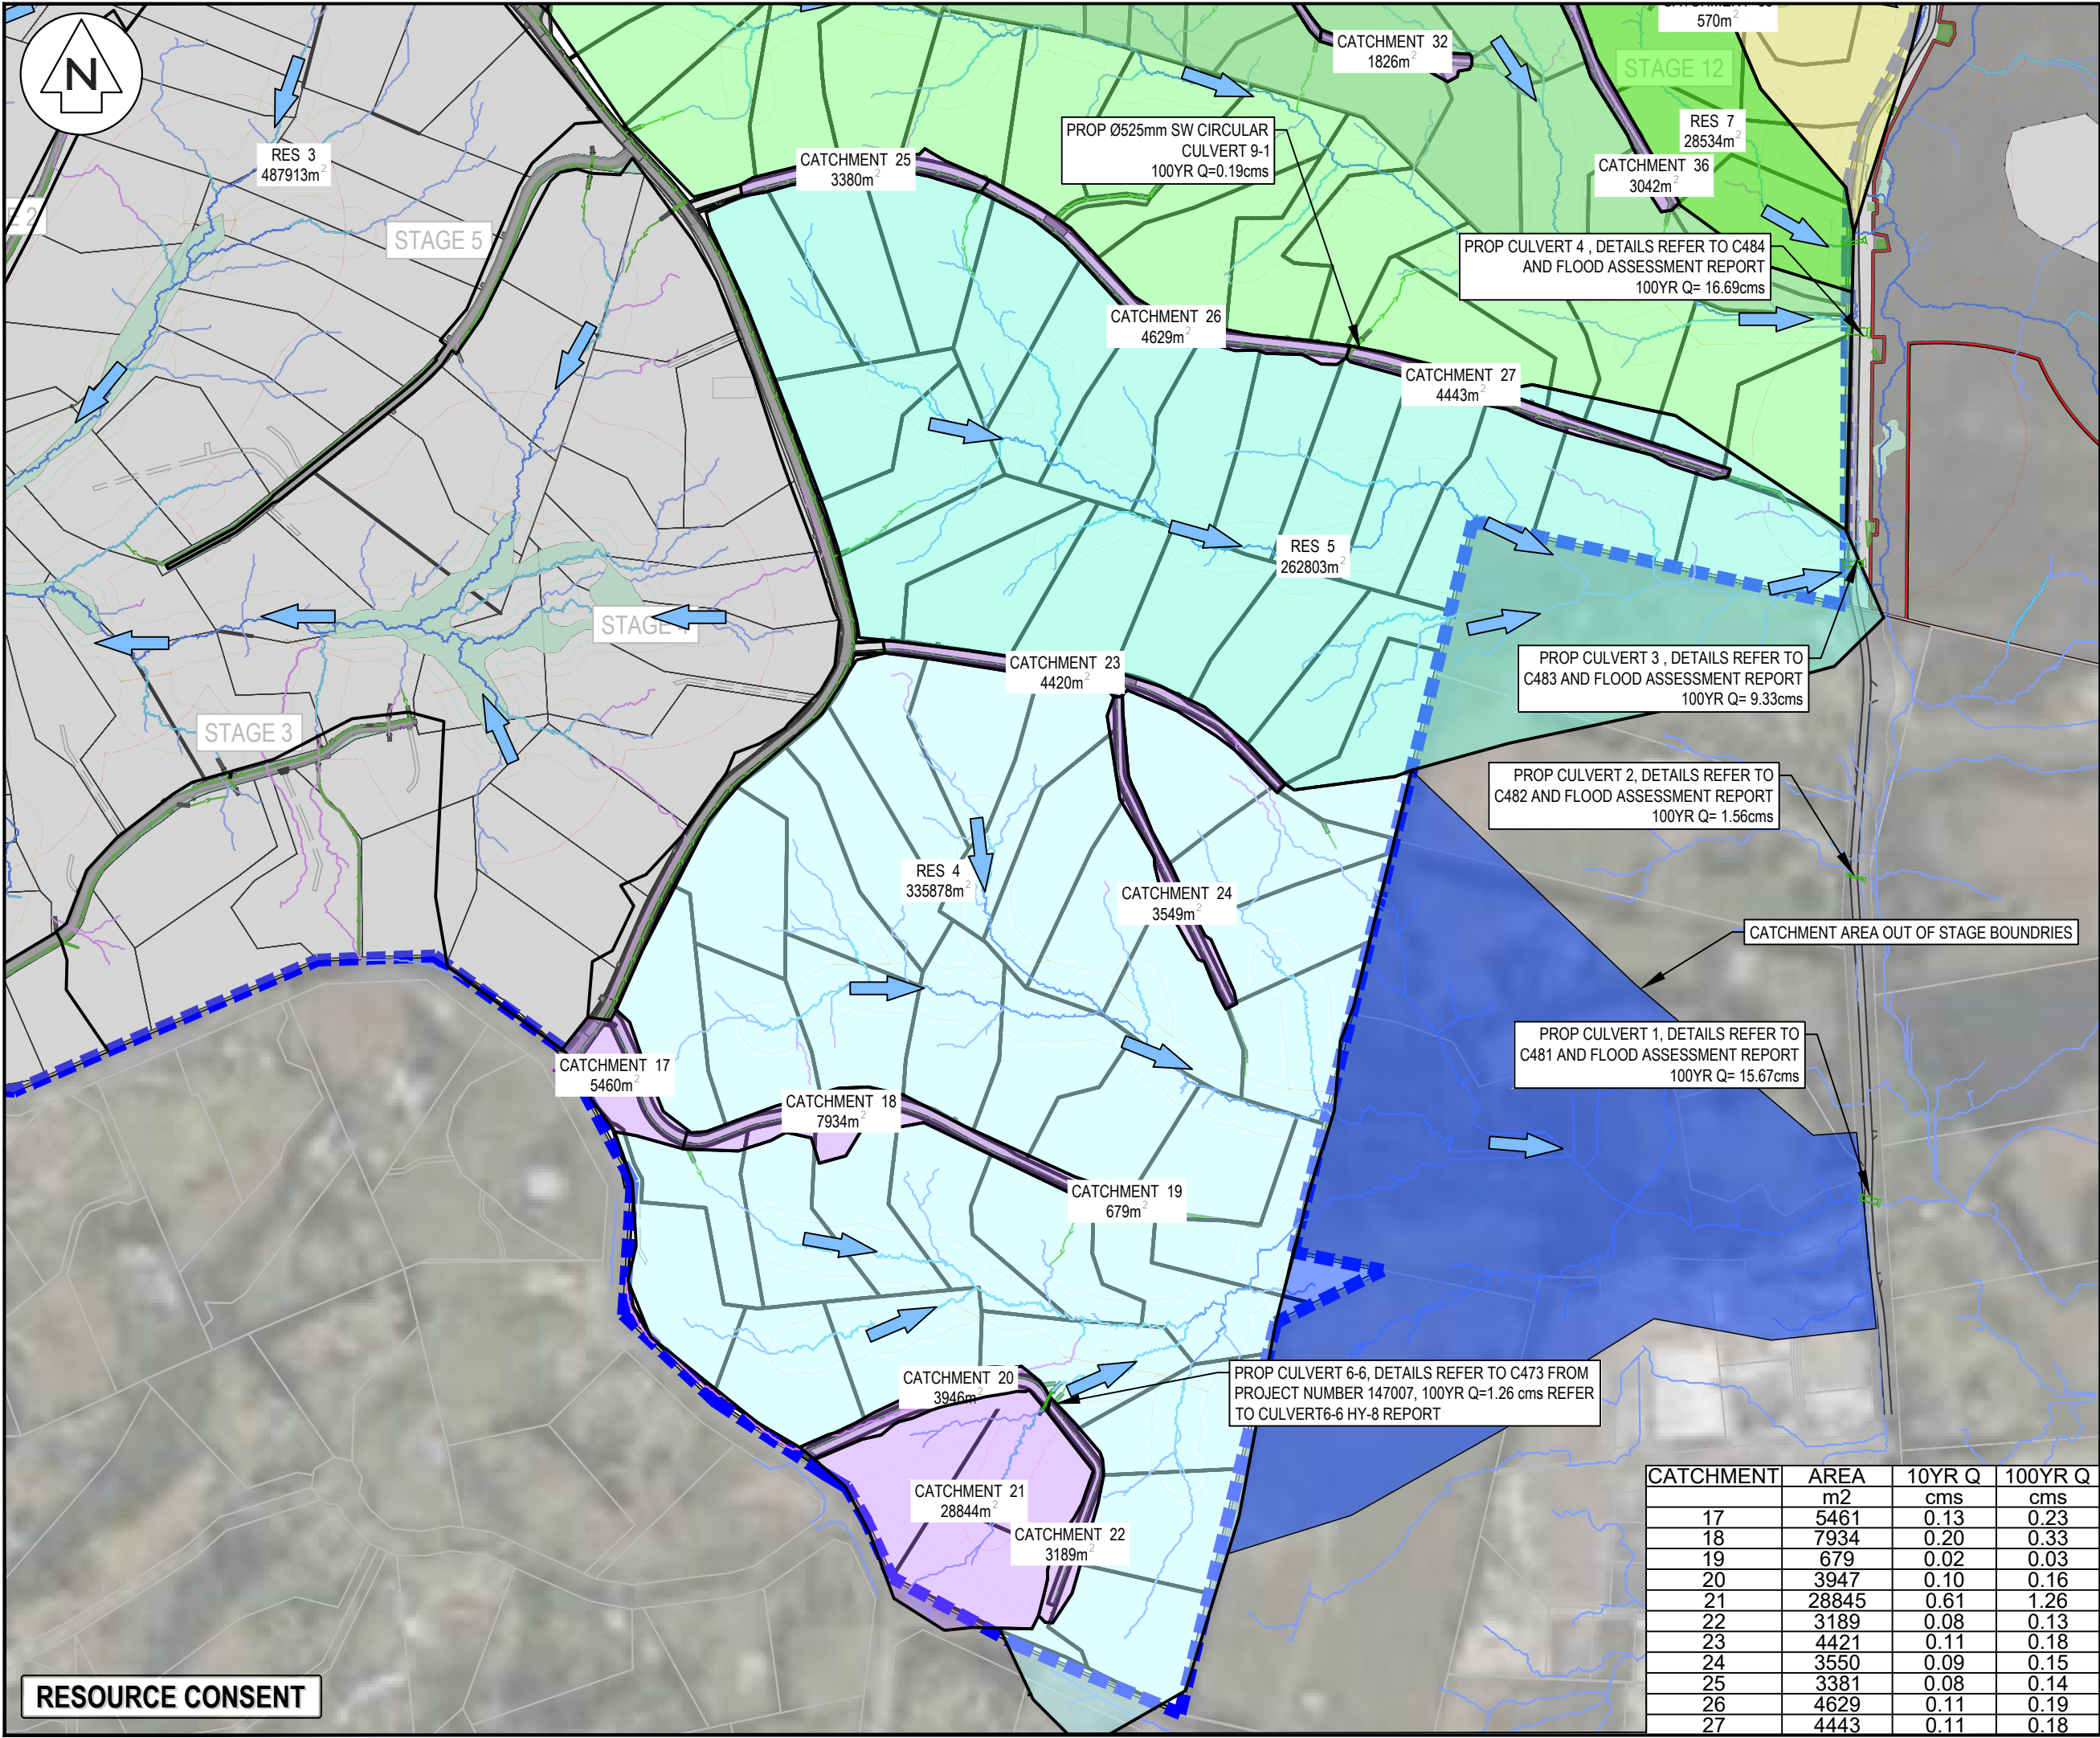 N
570m²
CATCHMENT 32
1826m²
STAGE 12
RES 3
487913m²
CATCHMENT 25
3380m²
PROP Ø525mm SW CIRCULAR
CULVERT 9-1
100YR Q=0.19cms
RES 7
28534m²
CATCHMENT 36
3042m²
E 2
STAGE 5
PROP CULVERT 4 , DETAILS REFER TO C484
AND FLOOD ASSESSMENT REPORT
100YR Q= 16.69cms
CATCHMENT 26
4629m²
CATCHMENT 27
4443m²
RES 5
262803m²
STAGE
CATCHMENT 23
4420m²
PROP CULVERT 3 , DETAILS REFER TO
C483 AND FLOOD ASSESSMENT REPORT
100YR Q= 9.33cms
STAGE 3
PROP CULVERT 2, DETAILS REFER TO
C482 AND FLOOD ASSESSMENT REPORT
100YR Q= 1.56cms
RES 4
335878m²
CATCHMENT 24
3549m²
CATCHMENT AREA OUT OF STAGE BOUNDRIES
PROP CULVERT 1, DETAILS REFER TO
C481 AND FLOOD ASSESSMENT REPORT
100YR Q= 15.67cms
CATCHMENT 17
5460m²
CATCHMENT 18
7934m²
CATCHMENT 19
679m²
CATCHMENT 20
3946m²
PROP CULVERT 6-6, DETAILS REFER TO C473 FROM
PROJECT NUMBER 147007, 100YR Q=1.26 cms REFER
TO CULVERT6-6 HY-8 REPORT
CATCHMENT 21
28844m²
CATCHMENT 22
3189m²
CATCHMENT AREA 10YR Q 100YR Q
m2 cms cms
17 5461 0.13 0.23
18 7934 0.20 0.33
19 679 0.02 0.03
20 3947 0.10 0.16
21 28845 0.61 1.26
22 3189 0.08 0.13
23 4421 0.11 0.18
24 3550 0.09 0.15
25 3381 0.08 0.14
26 4629 0.11 0.19
27 4443 0.11 0.18
RESOURCE CONSENT